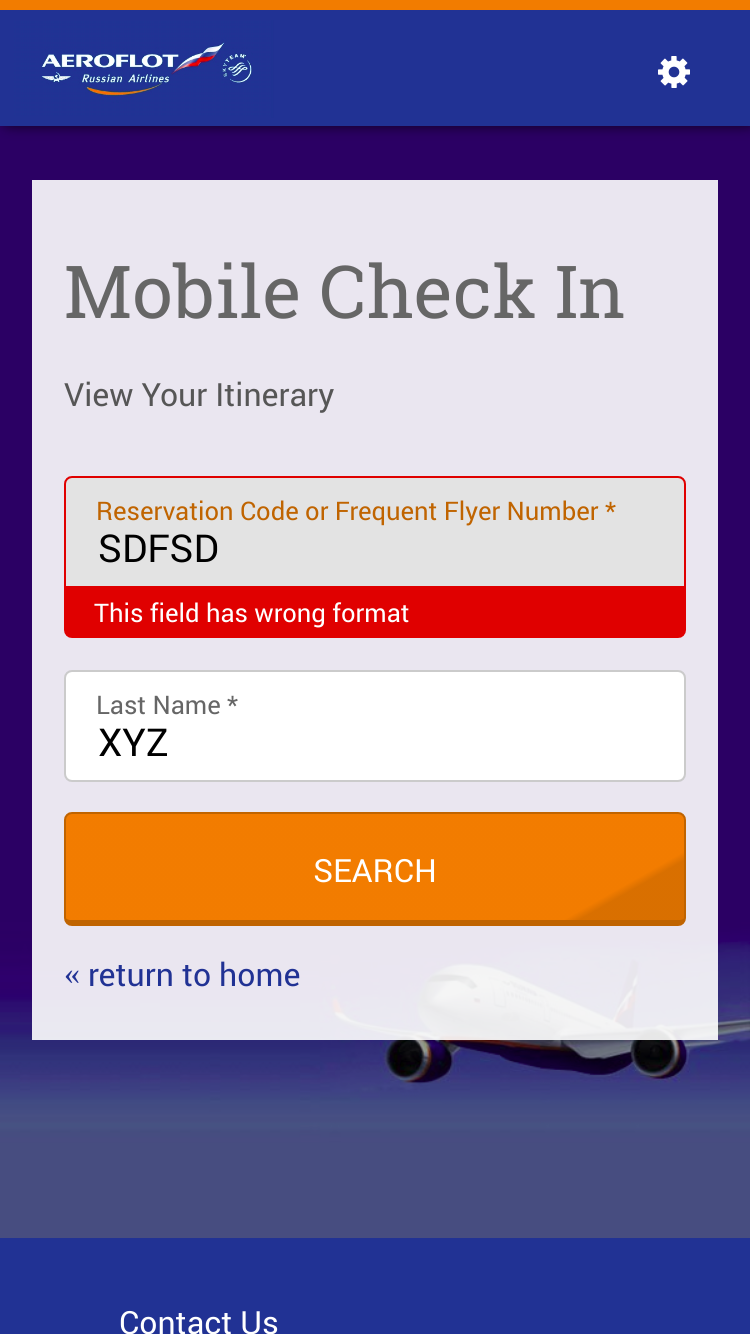 AEROFLOT
Russian Airlines
SKYTEAM
Mobile Check In
View Your Itinerary
Reservation Code or Frequent Flyer Number *
SDFSD
This field has wrong format
Last Name *
XYZ
SEARCH
« return to home
Contact Us